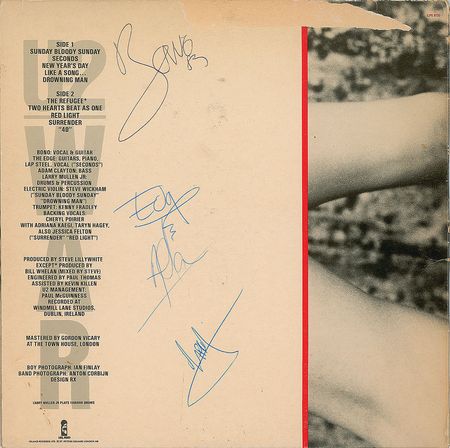 U2
WAR
SIDE 1
SUNDAY BLOODY SUNDAY
SECONDS
NEW YEAR'S DAY
LIKE A SONG...
DROWNING MAN
SIDE 2
THE REFUGEE*
TWO HEARTS BEAT AS ONE
RED LIGHT
SURRENDER
"40"
BONO: VOCAL & GUITAR
THE EDGE: GUITARS, PIANO,
LAP STEEL, VOCAL ("SECONDS")
ADAM CLAYTON: BASS
LARRY MULLEN JR:
DRUMS & PERCUSSION
ELECTRIC VIOLIN: STEVE WICKHAM
("SUNDAY BLOODY SUNDAY"
"DROWNING MAN")
TRUMPET: KENNY FRADLEY
BACKING VOCALS:
CHERYL POIRIER
WITH ADRIANA KAEGI, TARYN HAGEY,
ALSO JESSICA FELTON
("SURRENDER" "RED LIGHT")
PRODUCED BY STEVE LILLYWHITE
EXCEPT* PRODUCED BY
BILL WHELAN (MIXED BY STEVE)
ENGINEERED BY PAUL THOMAS
ASSISTED BY KEVIN KILLEN
U2 MANAGEMENT:
PAUL McGUINNESS
RECORDED AT
WINDMILL LANE STUDIOS,
DUBLIN, IRELAND
MASTERED BY GORDON VICARY
AT THE TOWN HOUSE, LONDON
BOY PHOTOGRAPH: IAN FINLAY
BAND PHOTOGRAPH: ANTON CORBIJN
DESIGN RX
LARRY MULLEN JR PLAYS YAMAHA DRUMS
Bono
83
Edge
Adam